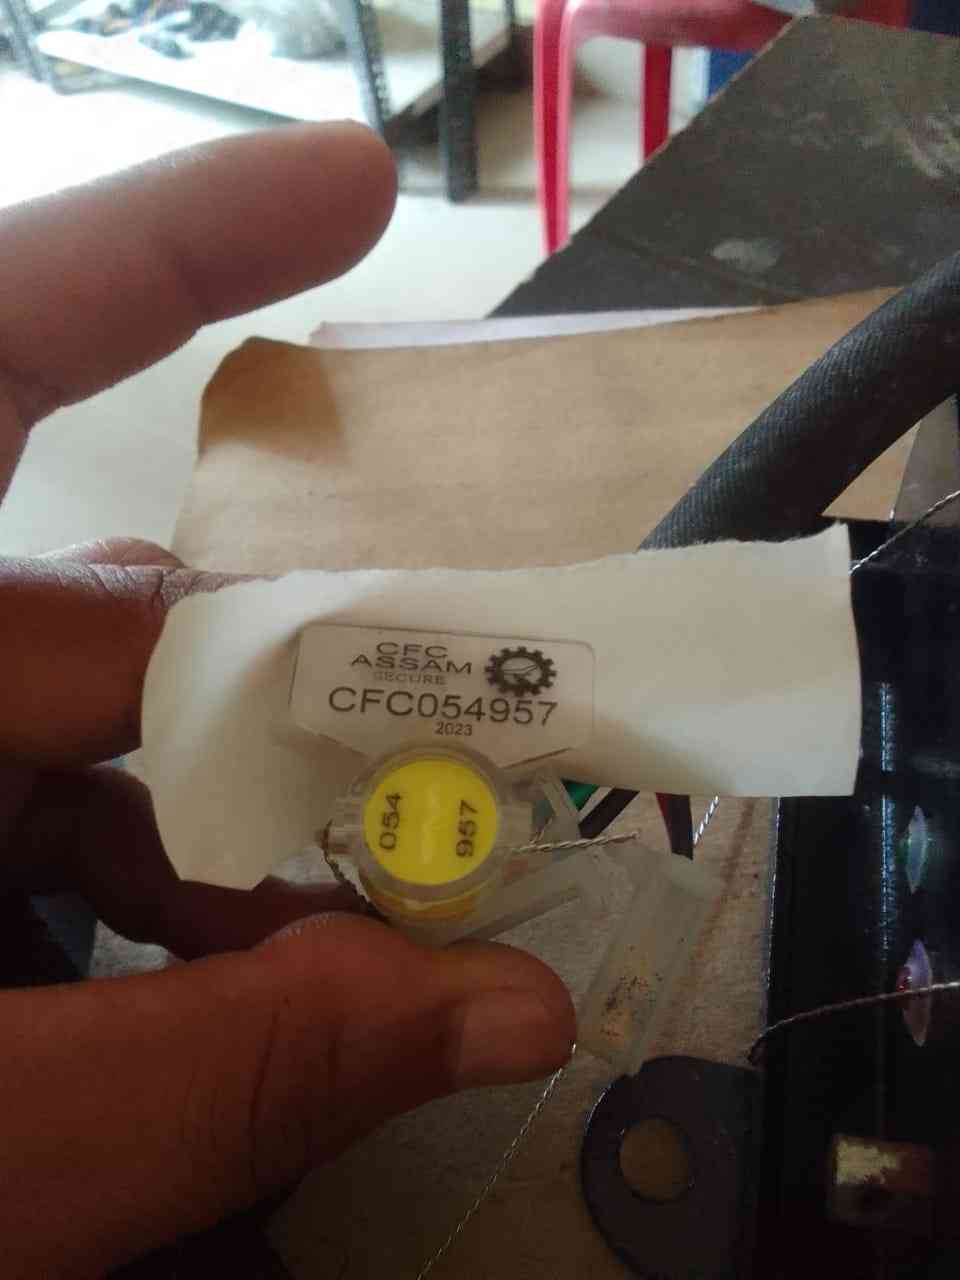 CFC
ASSAM
SECURE
CFC054957
2023
054
957